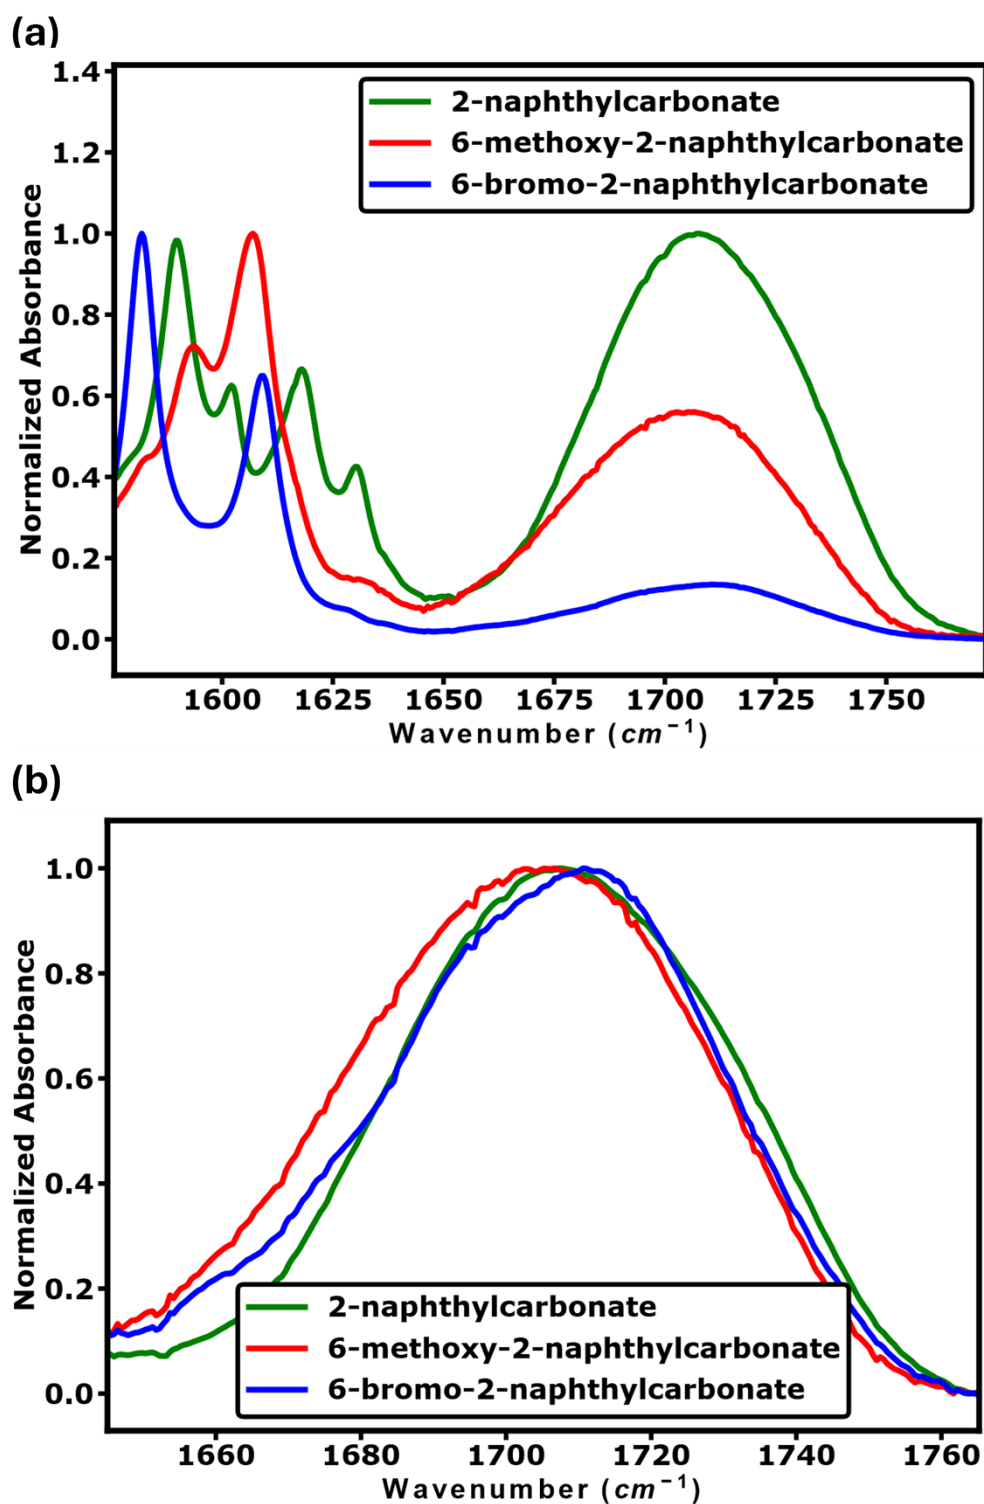 (a)
1.4
1.2
1.0
0.8
0.6
0.4
0.2
0.0
Normalized Absorbance
2-naphthylcarbonate
6-methoxy-2-naphthylcarbonate
6-bromo-2-naphthylcarbonate
1600 1625 1650 1675 1700 1725 1750
Wavenumber (cm⁻¹)
(b)
1.0
0.8
0.6
0.4
0.2
0.0
Normalized Absorbance
2-naphthylcarbonate
6-methoxy-2-naphthylcarbonate
6-bromo-2-naphthylcarbonate
1660 1680 1700 1720 1740 1760
Wavenumber (cm⁻¹)